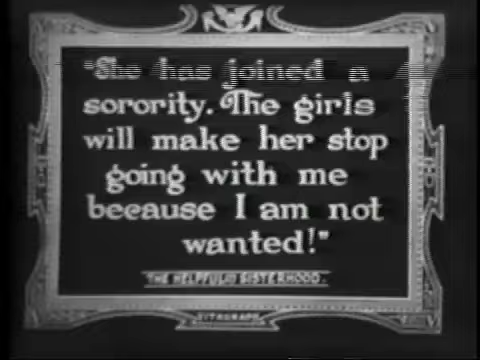 "She has joined a
sorority. The girls
will make her stop
going with me
because I am not
wanted!"
THE HELPFUL(?) SISTERHOOD.
VITAGRAPH